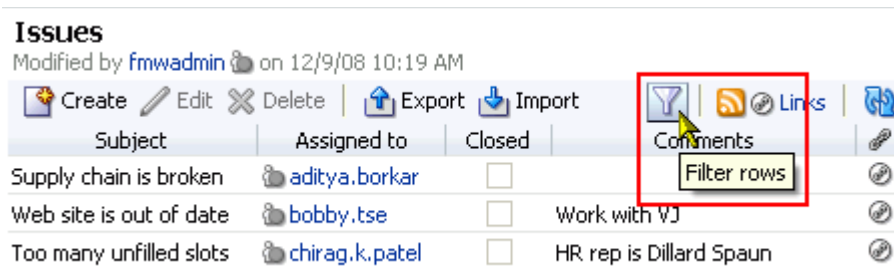 Issues
Modified by fmwadmin on 12/9/08 10:19 AM
Create Edit Delete Export Import Links
Subject Assigned to Closed Comments
Filter rows
Supply chain is broken aditya.borkar
Web site is out of date bobby.tse Work with VJ
Too many unfilled slots chirag.k.patel HR rep is Dillard Spaun